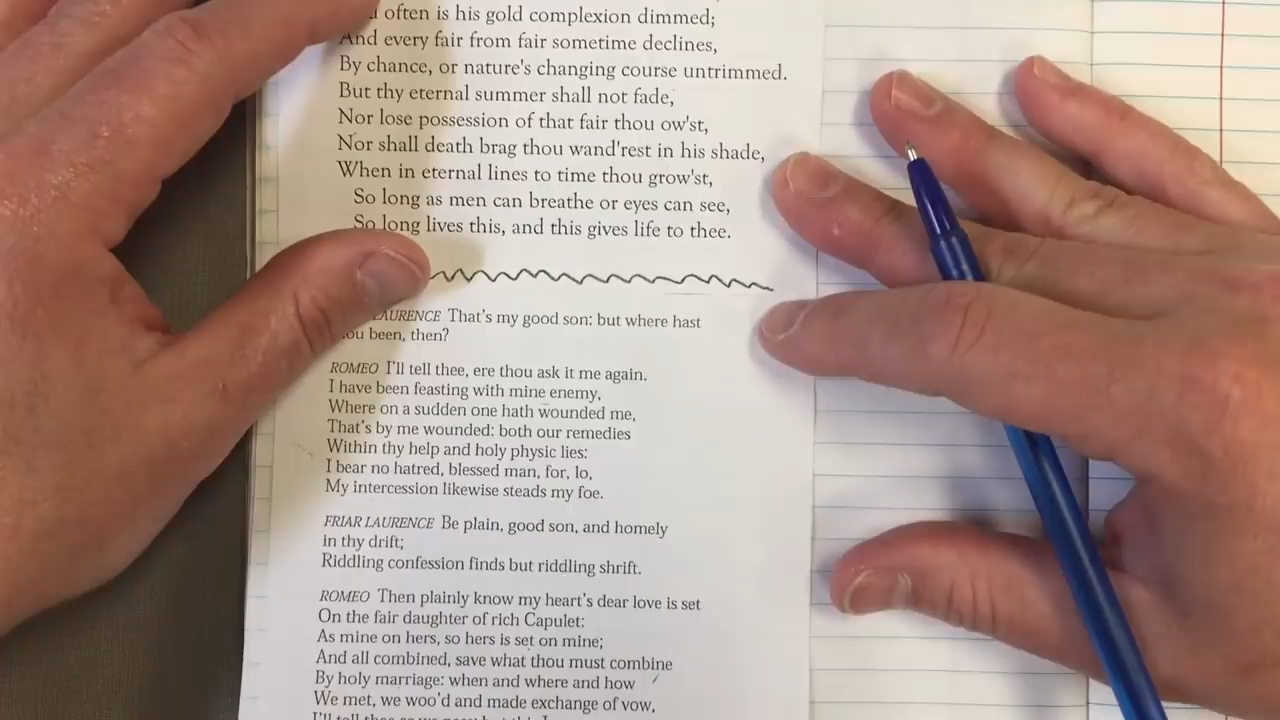 often is his gold complexion dimmed;
And every fair from fair sometime declines,
By chance, or nature's changing course untrimmed.
But thy eternal summer shall not fade,
Nor lose possession of that fair thou ow'st,
Nor shall death brag thou wand'rest in his shade,
When in eternal lines to time thou grow'st,
So long as men can breathe or eyes can see,
So long lives this, and this gives life to thee.
LAURENCE That's my good son: but where hast
ou been, then?
ROMEO I'll tell thee, ere thou ask it me again.
I have been feasting with mine enemy,
Where on a sudden one hath wounded me,
That's by me wounded: both our remedies
Within thy help and holy physic lies:
I bear no hatred, blessed man, for, lo,
My intercession likewise steads my foe.
FRIAR LAURENCE Be plain, good son, and homely
in thy drift;
Riddling confession finds but riddling shrift.
ROMEO Then plainly know my heart's dear love is set
On the fair daughter of rich Capulet:
As mine on hers, so hers is set on mine;
And all combined, save what thou must combine
By holy marriage: when and where and how
We met, we woo'd and made exchange of vow,